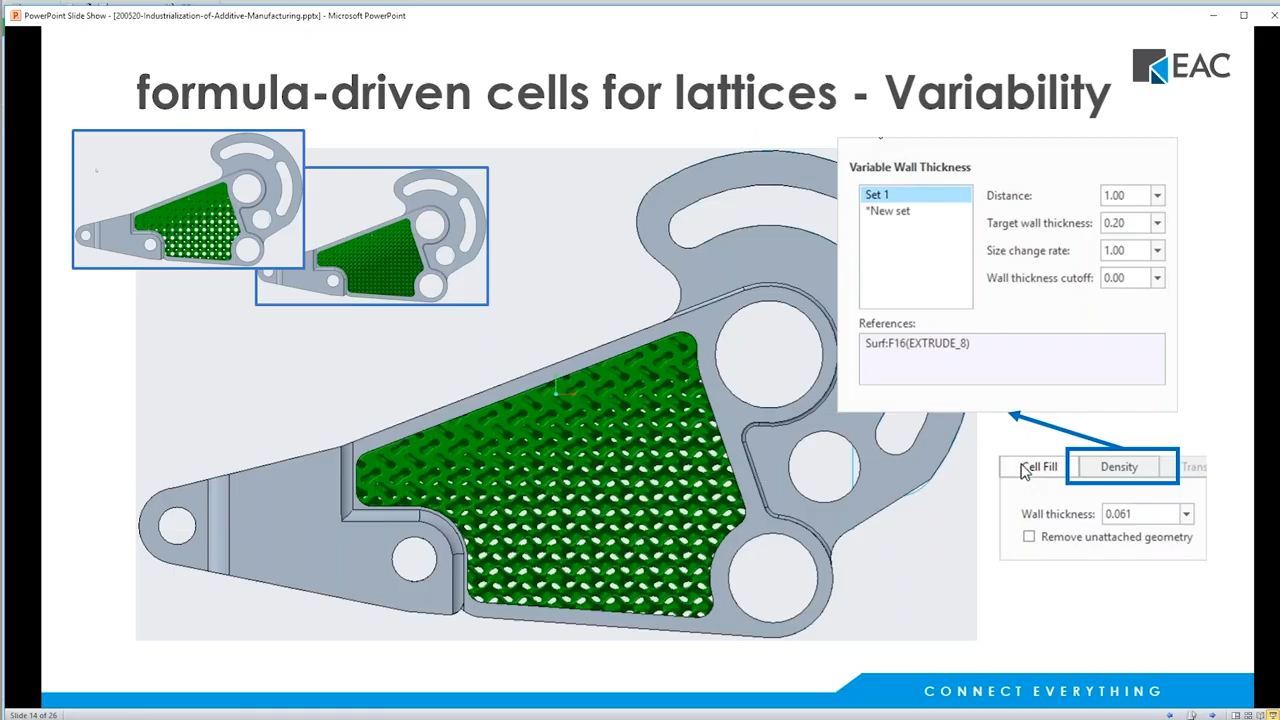 PowerPoint Slide Show - [200520-Industrialization-of-Additive-Manufacturing.pptx] - Microsoft PowerPoint
EAC
formula-driven cells for lattices - Variability
Variable Wall Thickness
Set 1
*New set
Distance: 1.00
Target wall thickness: 0.20
Size change rate: 1.00
Wall thickness cutoff: 0.00
References:
Surf:F16(EXTRUDE_8)
Cell Fill Density Trans
Wall thickness: 0.061
Remove unattached geometry
CONNECT EVERYTHING
Slide 14 of 26